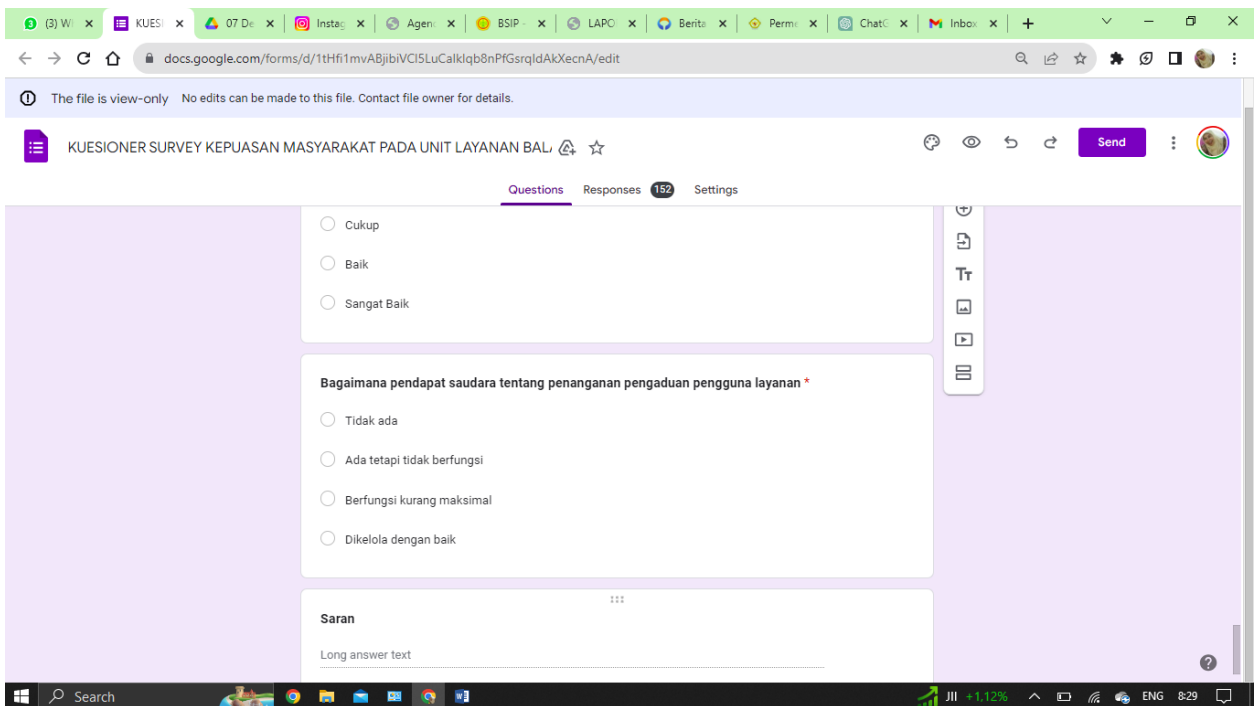 (3) W
KUESI
07 De
Instag
Agen
BSIP -
LAPO
Berita
Perme
ChatG
Inbox
docs.google.com/forms/d/1tHfi1mvABjibiVCI5LuCalklqb8nPfGsrqIdAkXecnA/edit
The file is view-only No edits can be made to this file. Contact file owner for details.
KUESIONER SURVEY KEPUASAN MASYARAKAT PADA UNIT LAYANAN BAL
Send
Questions Responses 152 Settings
Cukup
Baik
Sangat Baik
Bagaimana pendapat saudara tentang penanganan pengaduan pengguna layanan *
Tidak ada
Ada tetapi tidak berfungsi
Berfungsi kurang maksimal
Dikelola dengan baik
Saran
Long answer text
Search
JII +1,12%
ENG 8:29